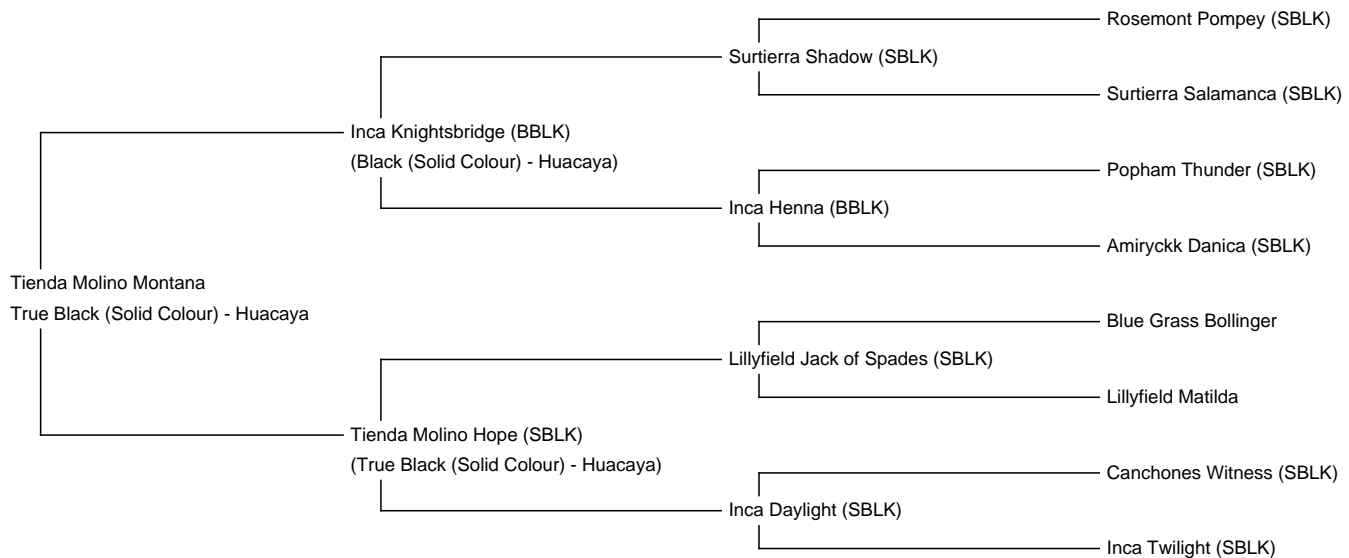 Rosemont Pompey (SBLK)
Surtierra Shadow (SBLK)
Surtierra Salamanca (SBLK)
Inca Knightsbridge (BBLK)
(Black (Solid Colour) - Huacaya)
Popham Thunder (SBLK)
Inca Henna (BBLK)
Amiryckk Danica (SBLK)
Tienda Molino Montana
True Black (Solid Colour) - Huacaya
Blue Grass Bollinger
Lillyfield Jack of Spades (SBLK)
Lillyfield Matilda
Tienda Molino Hope (SBLK)
(True Black (Solid Colour) - Huacaya)
Canchones Witness (SBLK)
Inca Daylight (SBLK)
Inca Twilight (SBLK)